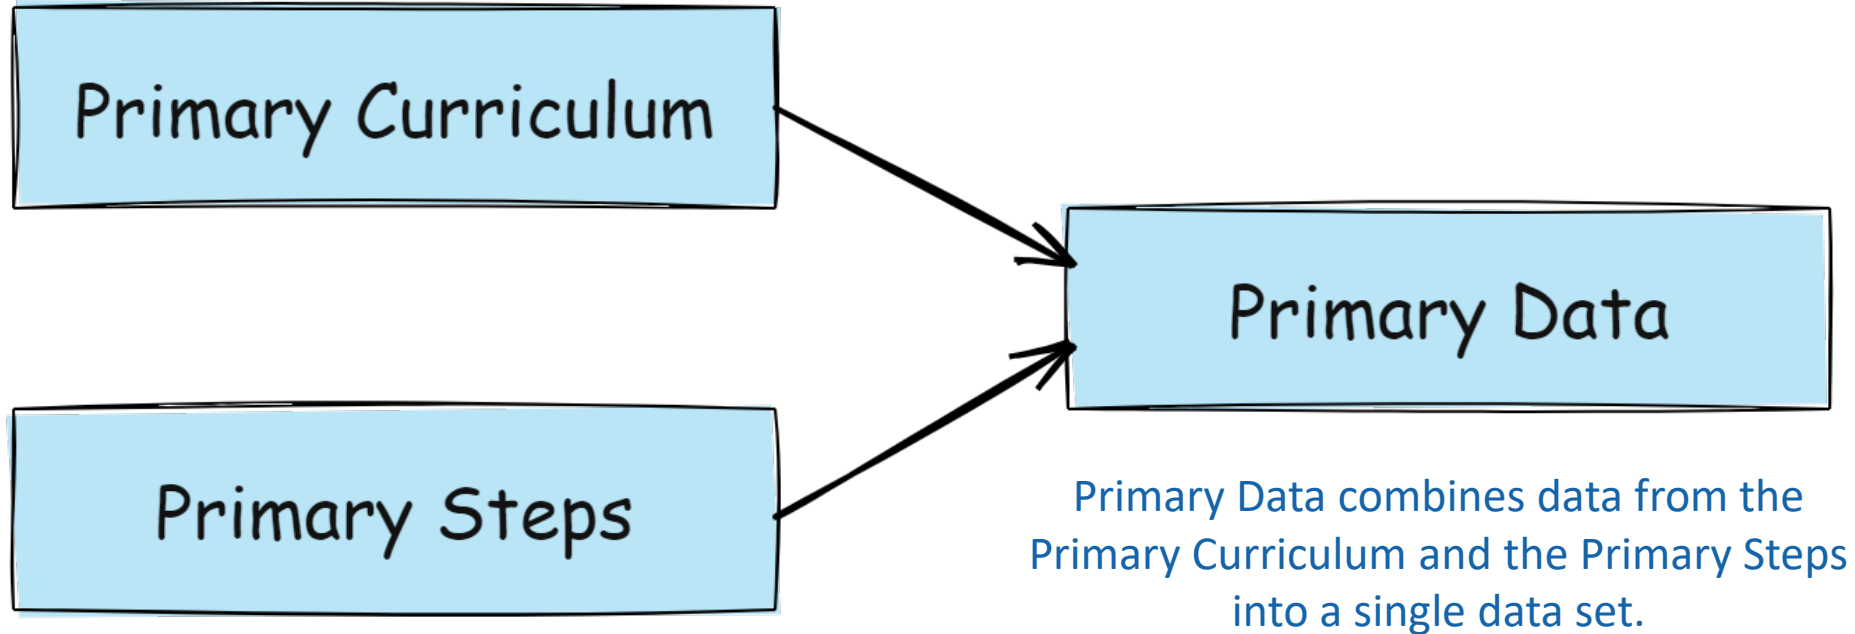 Primary Curriculum
Primary Data
Primary Steps
Primary Data combines data from the
Primary Curriculum and the Primary Steps
into a single data set.